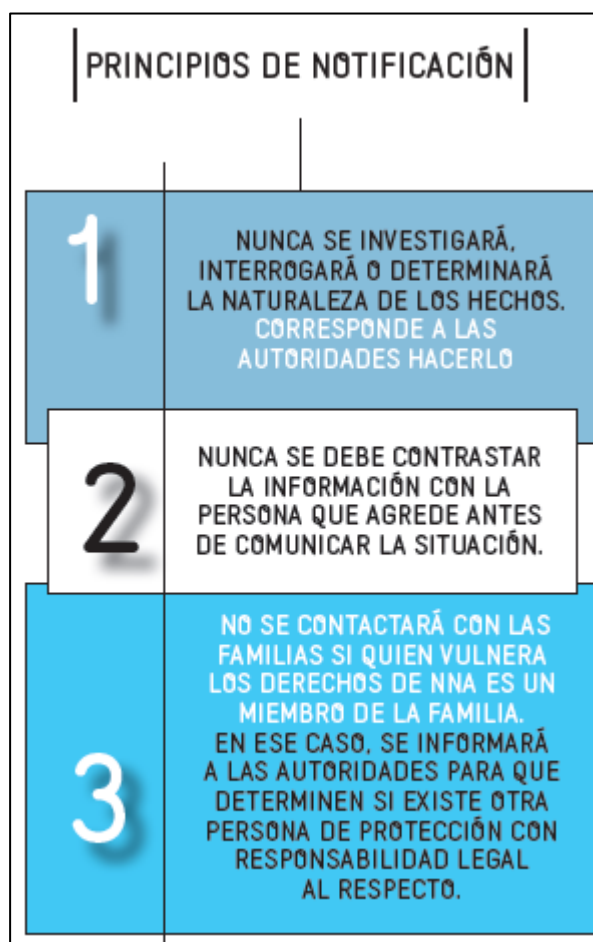 PRINCIPIOS DE NOTIFICACIÓN
1
NUNCA SE INVESTIGARÁ,
INTERROGARÁ O DETERMINARÁ
LA NATURALEZA DE LOS HECHOS.
CORRESPONDE A LAS
AUTORIDADES HACERLO
2
NUNCA SE DEBE CONTRASTAR
LA INFORMACIÓN CON LA
PERSONA QUE AGREDE ANTES
DE COMUNICAR LA SITUACIÓN.
3
NO SE CONTACTARÁ CON LAS
FAMILIAS SI QUIEN VULNERA
LOS DERECHOS DE NNA ES UN
MIEMBRO DE LA FAMILIA.
EN ESE CASO, SE INFORMARÁ
A LAS AUTORIDADES PARA QUE
DETERMINEN SI EXISTE OTRA
PERSONA DE PROTECCIÓN CON
RESPONSABILIDAD LEGAL
AL RESPECTO.